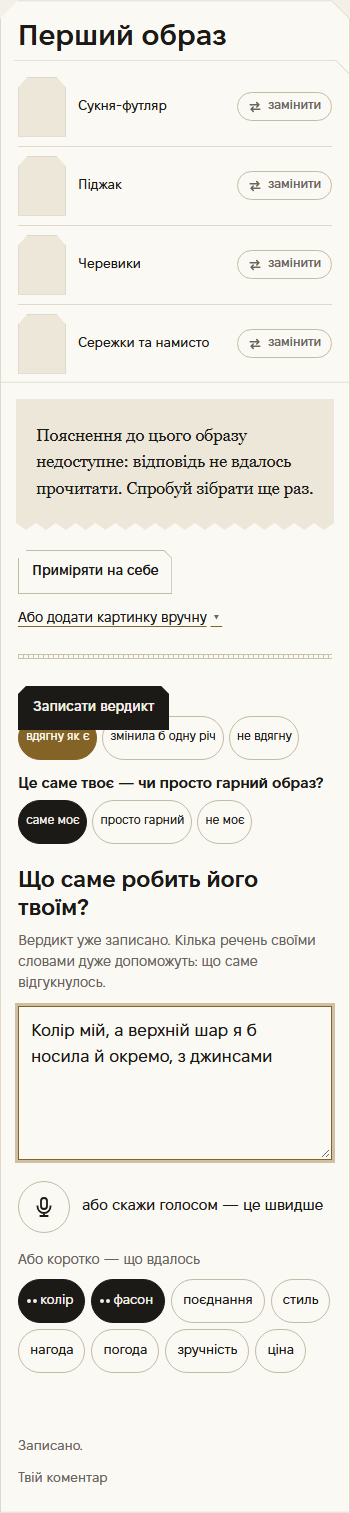 Перший образ
Сукня-футляр
замінити
Піджак
замінити
Черевики
замінити
Сережки та намисто
замінити
Пояснення до цього образу
недоступне: відповідь не вдалось
прочитати. Спробуй зібрати ще раз.
Приміряти на себе
Або додати картинку вручну
Записати вердикт
вдягну як є
змінила б одну річ
не вдягну
Це саме твоє — чи просто гарний образ?
саме моє
просто гарний
не моє
Що саме робить його
твоїм?
Вердикт уже записано. Кілька речень своїми
словами дуже допоможуть: що саме
відгукнулось.
Колір мій, а верхній шар я б
носила й окремо, з джинсами
або скажи голосом — це швидше
Або коротко — що вдалось
колір
фасон
поєднання
стиль
нагода
погода
зручність
ціна
Записано.
Твій коментар